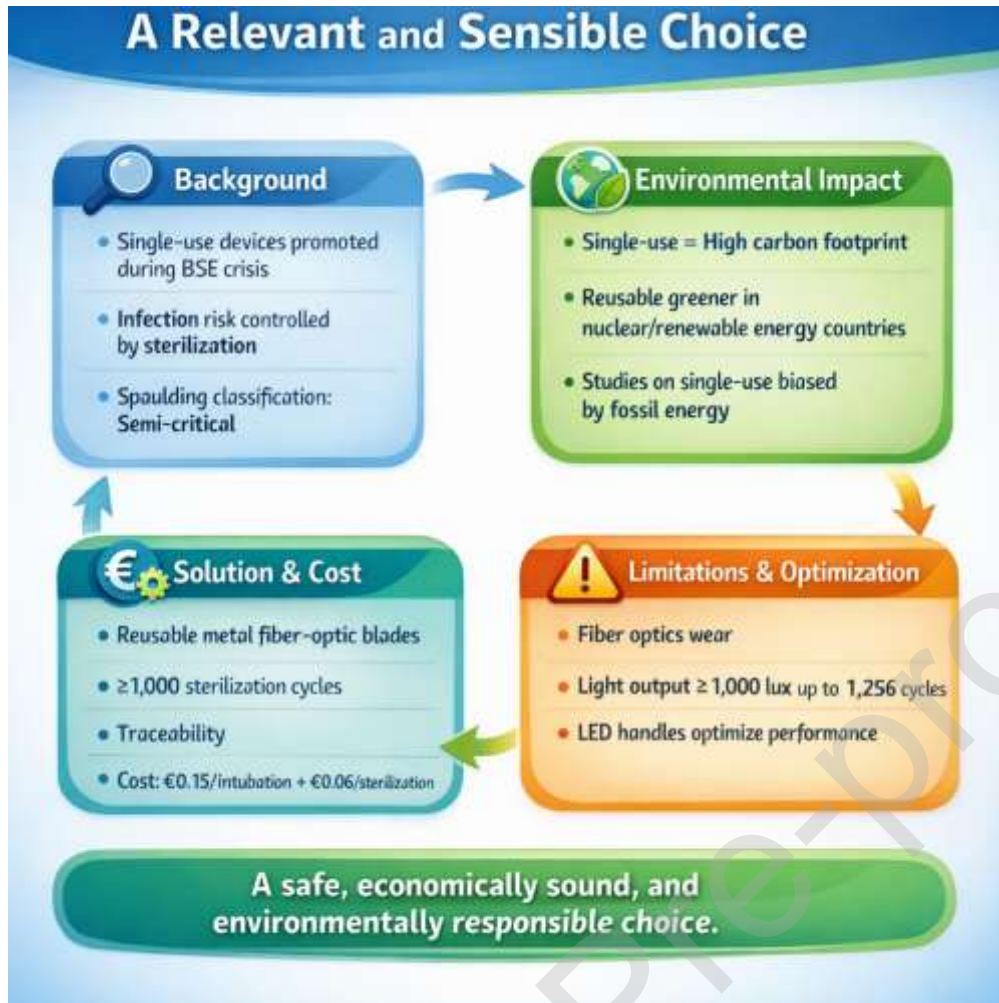 A Relevant and Sensible Choice
Background
• Single-use devices promoted
during BSE crisis
• Infection risk controlled
by sterilization
• Spaulding classification:
Semi-critical
Environmental Impact
• Single-use = High carbon footprint
• Reusable greener in
nuclear/renewable energy countries
• Studies on single-use biased
by fossil energy
Limitations & Optimization
• Fiber optics wear
• Light output ≥ 1,000 lux up to 1,256 cycles
• LED handles optimize performance
€ Solution & Cost
• Reusable metal fiber-optic blades
• ≥1,000 sterilization cycles
• Traceability
• Cost: €0.15/intubation + €0.06/sterilization
A safe, economically sound, and
environmentally responsible choice.
Pre-pro